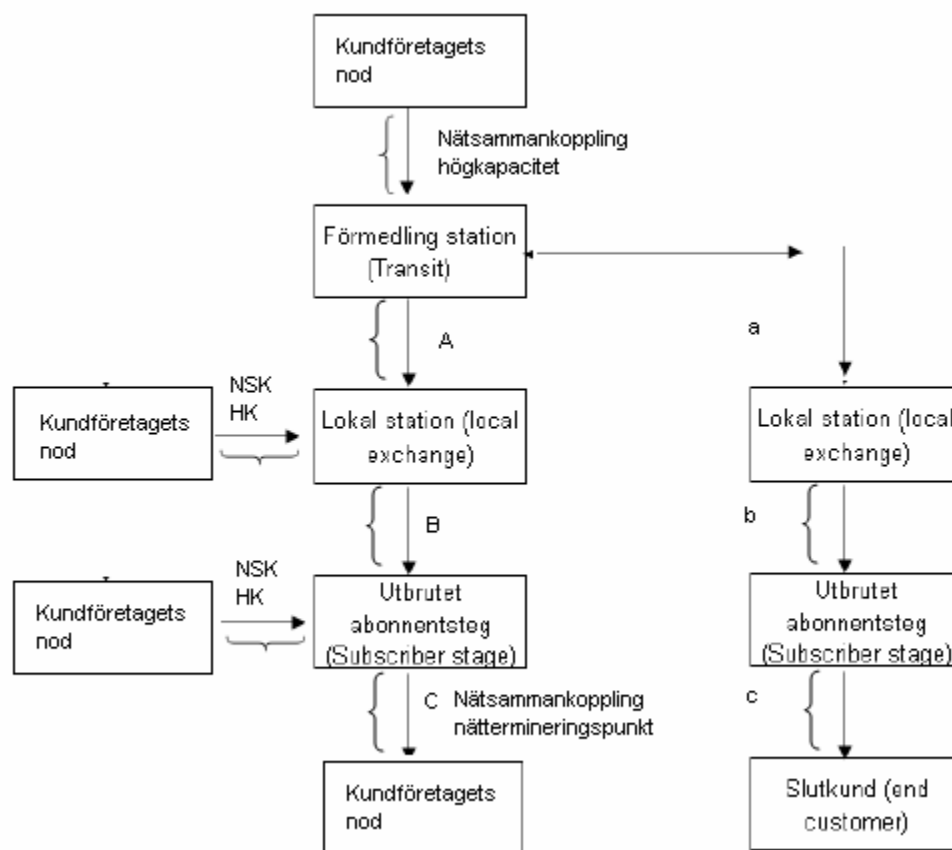 Kundföretagets
nod
Nätsammankoppling
högkapacitet
Förmedling station
(Transit)
A
a
NSK
HK
Kundföretagets
nod
Lokal station (local
exchange)
Lokal station (local
exchange)
B
b
NSK
HK
Kundföretagets
nod
Utbrutet
abonnentsteg
(Subscriber stage)
Utbrutet
abonnentsteg
(Subscriber stage)
C
Nätsammankoppling
nättermineringspunkt
c
Kundföretagets
nod
Slutkund (end
customer)